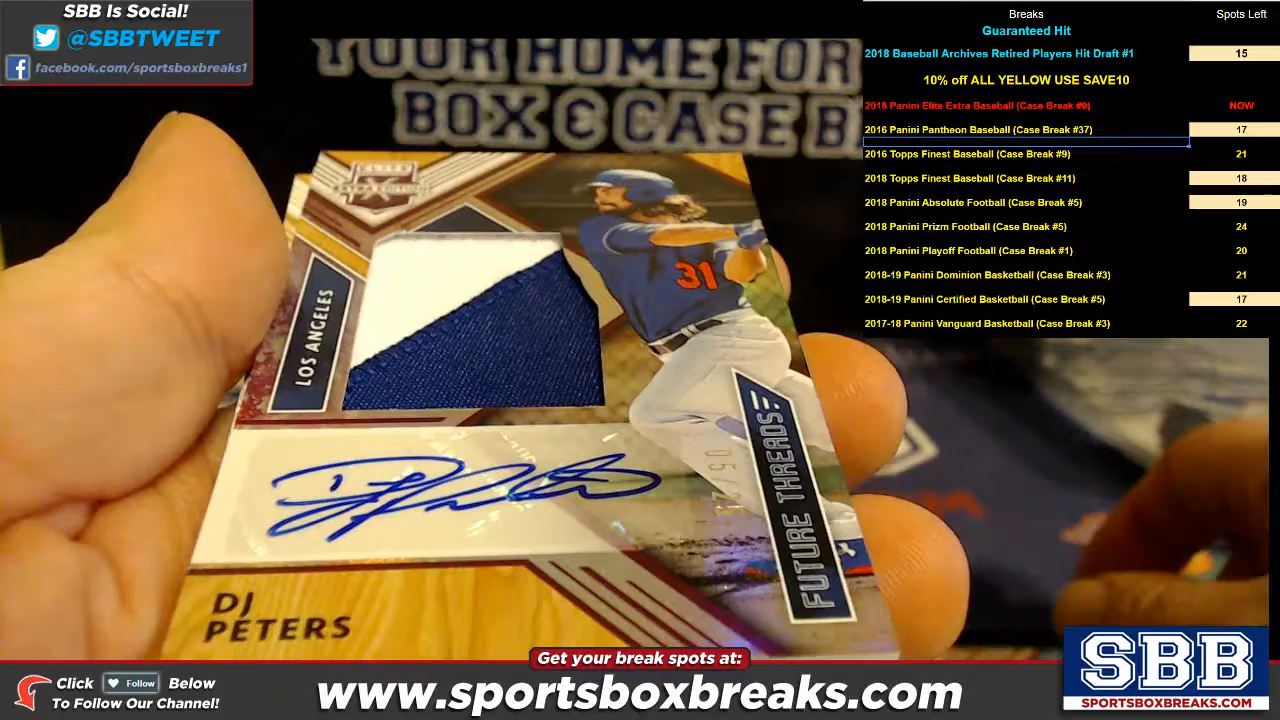 SBB Is Social!
@SBBTWEET
facebook.com/sportsboxbreaks1
YOUR HOME FOR
BOX & CASE B
ELITE
EXTRA EDITION
LOS ANGELES
31
FUTURE THREADS
DJ
PETERS
Breaks Spots Left
Guaranteed Hit
2018 Baseball Archives Retired Players Hit Draft #1 15
10% off ALL YELLOW USE SAVE10
2018 Panini Elite Extra Baseball (Case Break #9) NOW
2016 Panini Pantheon Baseball (Case Break #37) 17
2016 Topps Finest Baseball (Case Break #9) 21
2018 Topps Finest Baseball (Case Break #11) 18
2018 Panini Absolute Football (Case Break #5) 19
2018 Panini Prizm Football (Case Break #5) 24
2018 Panini Playoff Football (Case Break #1) 20
2018-19 Panini Dominion Basketball (Case Break #3) 21
2018-19 Panini Certified Basketball (Case Break #5) 17
2017-18 Panini Vanguard Basketball (Case Break #3) 22
Get your break spots at:
Click Follow Below
To Follow Our Channel!
www.sportsboxbreaks.com
SBB
SPORTSBOXBREAKS.COM